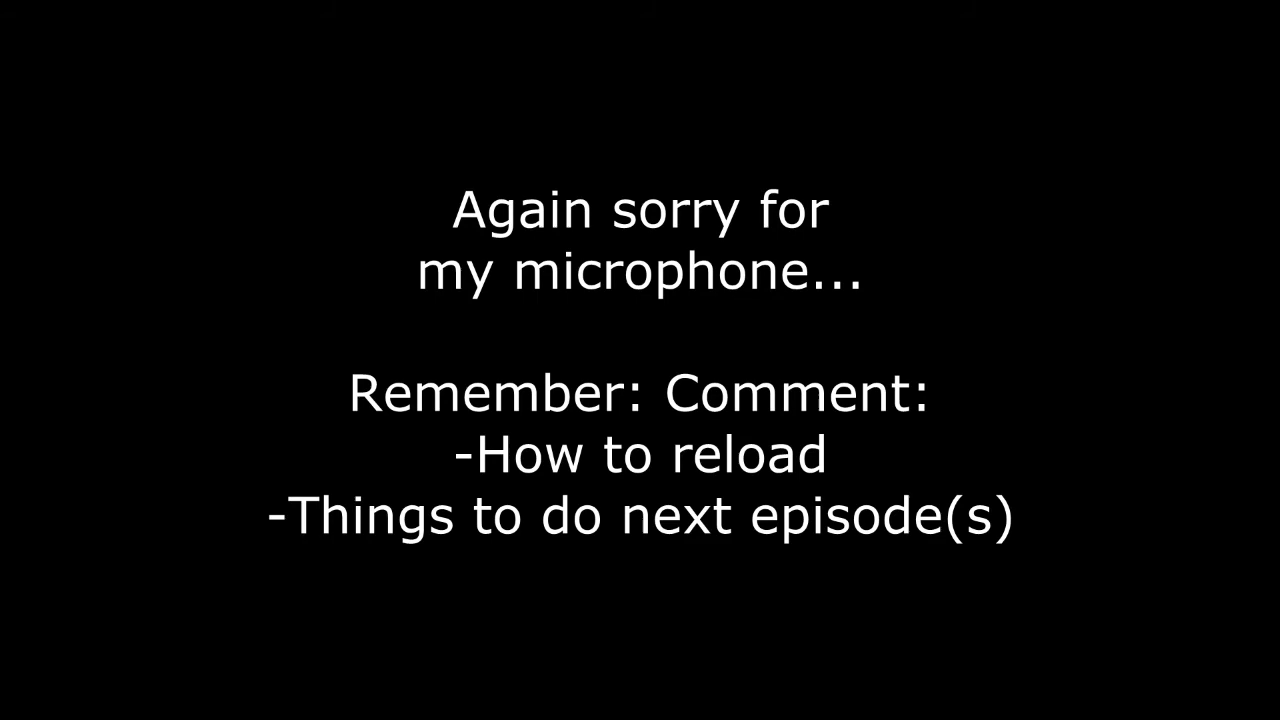 Again sorry for
my microphone...
Remember: Comment:
-How to reload
-Things to do next episode(s)